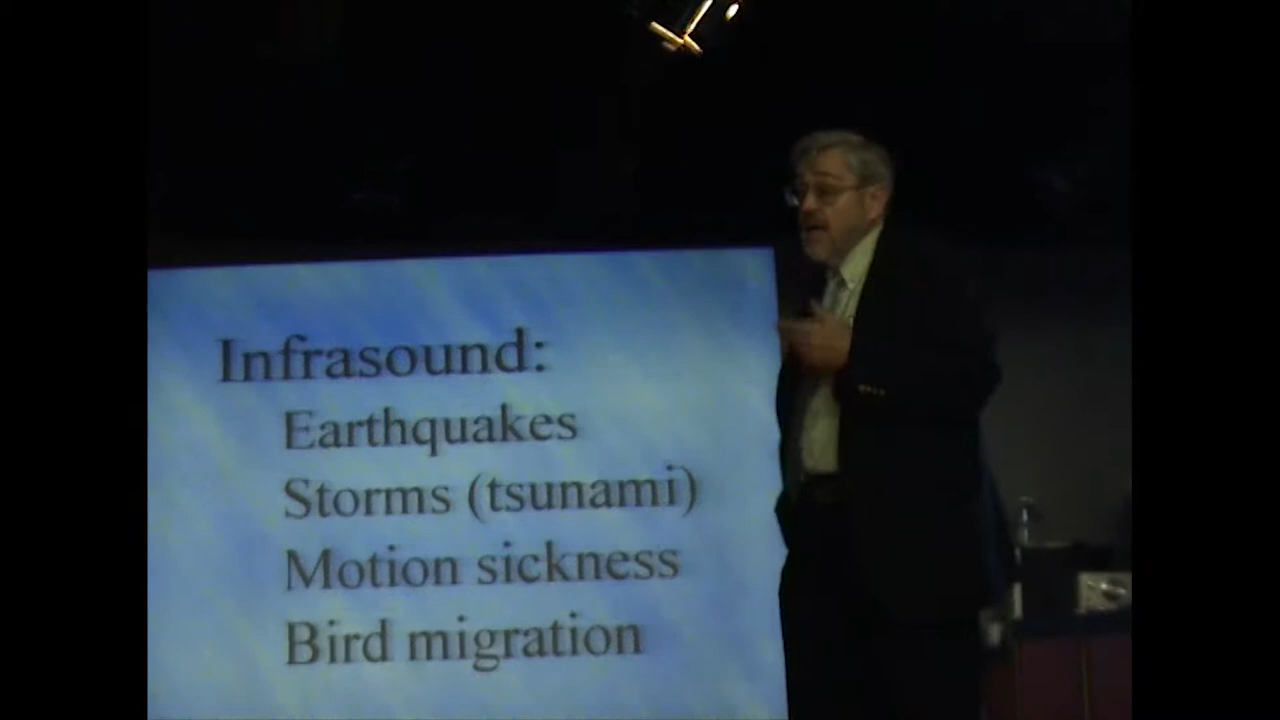 Infrasound:
Earthquakes
Storms (tsunami)
Motion sickness
Bird migration